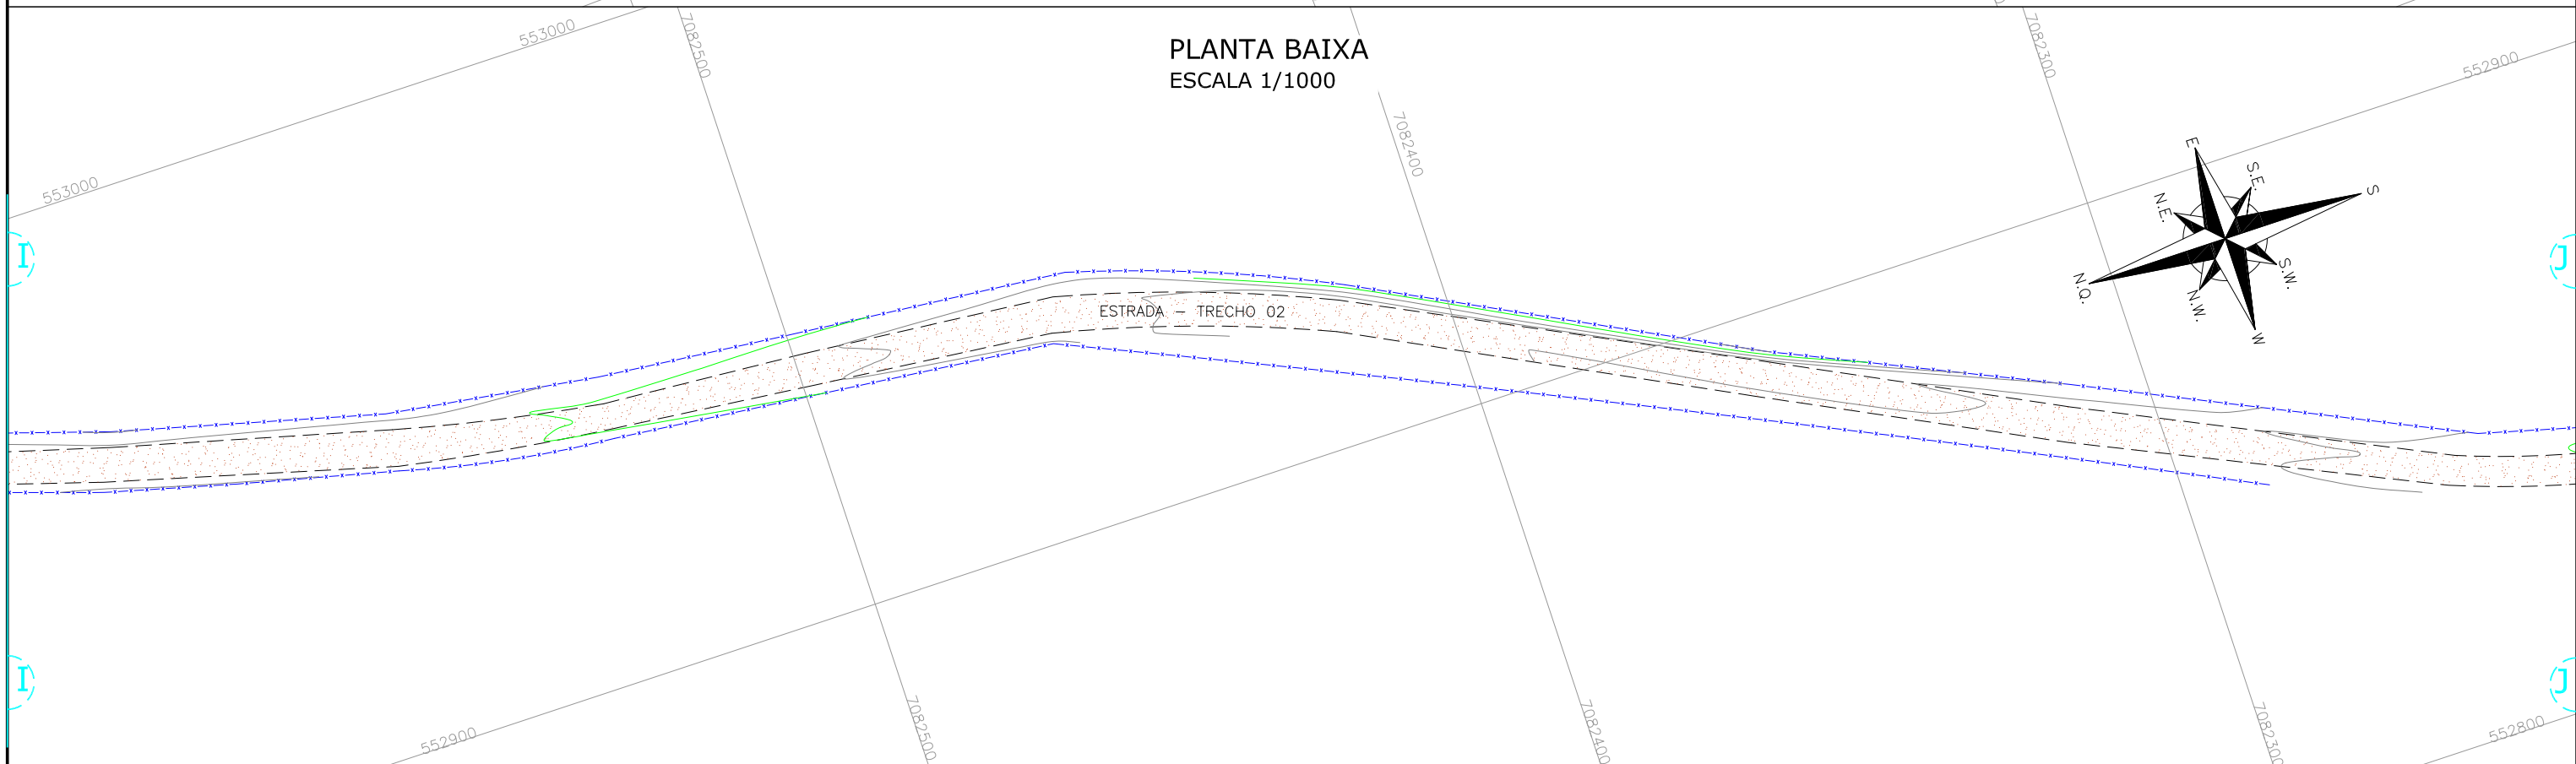 553000
7082500
PLANTA BAIXA
ESCALA 1/1000
7082300
552900
7082400
E
S.E.
S
N.E.
553000
I
J
S.W.
N.Q.
N.W.
W
ESTRADA - TRECHO 02
I
J
552900
7082500
7082400
7082300
552800